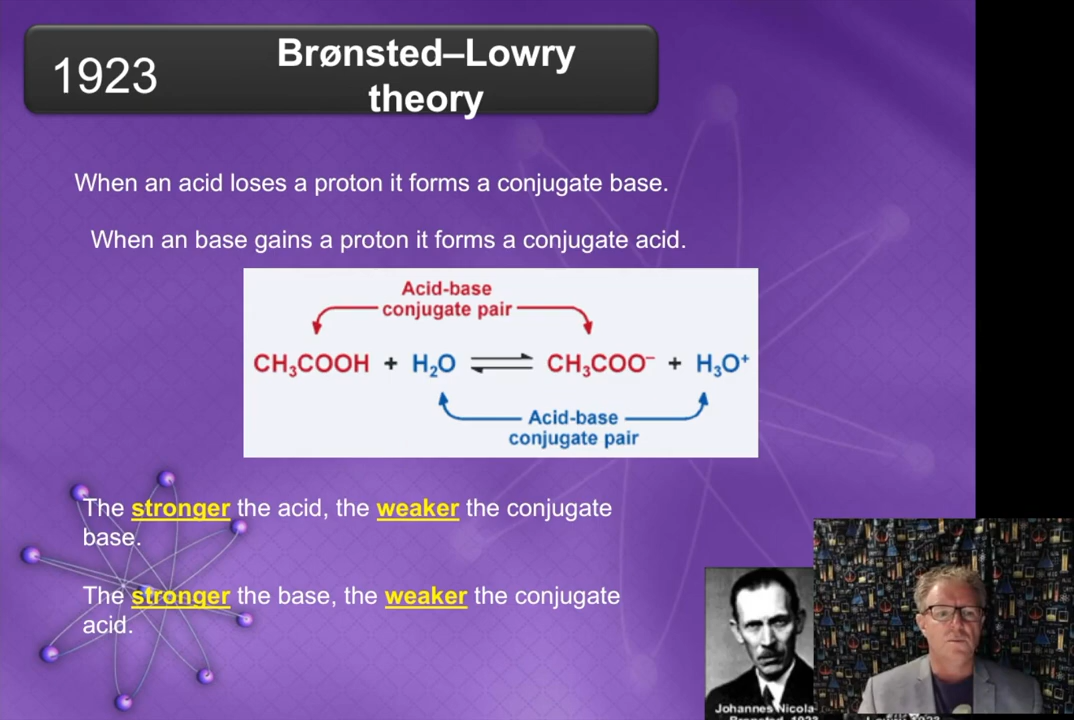 1923
Brønsted–Lowry
theory
When an acid loses a proton it forms a conjugate base.
When an base gains a proton it forms a conjugate acid.
Acid-base
conjugate pair
CH₃COOH + H₂O ⇌ CH₃COO⁻ + H₃O⁺
Acid-base
conjugate pair
The stronger the acid, the weaker the conjugate
base.
The stronger the base, the weaker the conjugate
acid.
Johannes Nicola